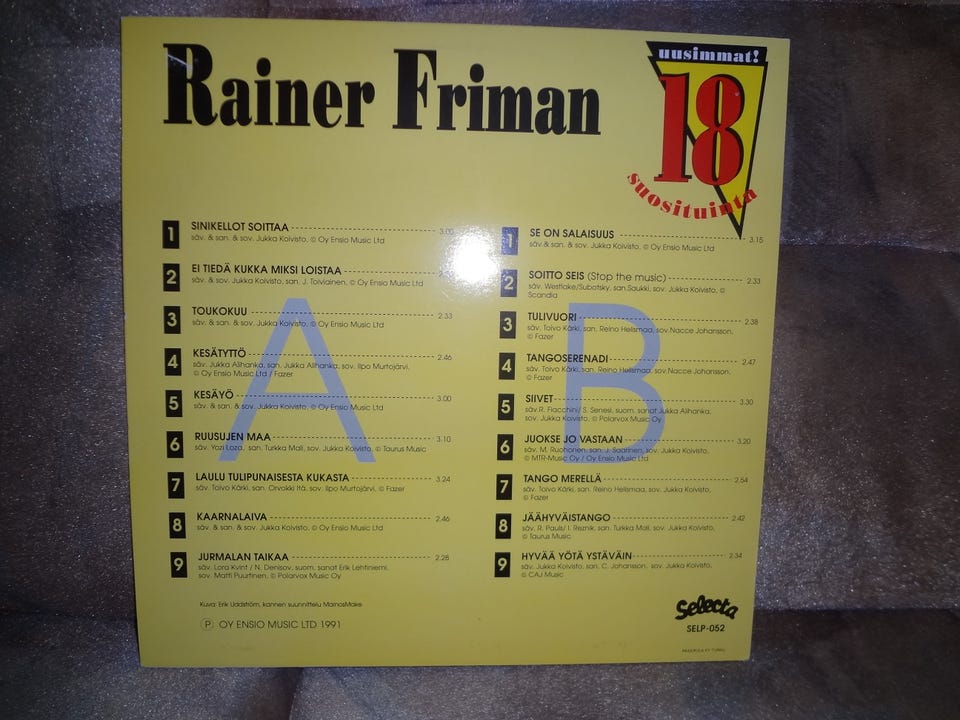 Rainer Friman
uusimmat!
18
suosituinta
A
1 SINIKELLOT SOITTAA 3.00
säv. & san. & sov. Jukka Koivisto, © Oy Ensio Music Ltd
2 EI TIEDÄ KUKKA MIKSI LOISTAA
säv. & sov. Jukka Koivisto, san. J. Toiviainen, © Oy Ensio Music Ltd
3 TOUKOKUU 2.33
säv. & san. & sov. Jukka Koivisto, © Oy Ensio Music Ltd
4 KESÄTYTTÖ 2.46
säv. Jukka Alihanka, san. Jukka Alihanka, sov. Ilpo Murtojärvi,
© Oy Ensio Music Ltd / Fazer
5 KESÄYÖ 3.00
säv. & san. & sov. Jukka Koivisto, © Oy Ensio Music Ltd
6 RUUSUJEN MAA 3.10
säv. Yozi Loza, san. Turkka Mali, sov. Jukka Koivisto, © Taurus Music
7 LAULU TULIPUNAISESTA KUKASTA 3.24
säv. Toivo Kärki, san. Orvokki Itä, sov. Ilpo Murtojärvi, © Fazer
8 KAARNALAIVA 2.46
säv. & san. & sov. Jukka Koivisto, © Oy Ensio Music Ltd
9 JURMALAN TAIKAA 2.28
säv. Lora Kvint / N. Denisov, suom. sanat Erik Lehtiniemi,
sov. Matti Puurtinen, © Polarvox Music Oy
B
1 SE ON SALAISUUS 3.15
säv.& san. & sov. Jukka Koivisto, © Oy Ensio Music Ltd
2 SOITTO SEIS (Stop the music) 2.33
säv. Westlake/Subotsky, san.Saukki, sov. Jukka Koivisto, ©
Scandia
3 TULIVUORI 2.38
säv. Toivo Kärki, san. Reino Helismaa, sov.Nacce Johansson,
© Fazer
4 TANGOSERENADI 2.47
säv. Toivo Kärki, san. Reino Helismaa, sov.Nacce Johansson,
© Fazer
5 SIIVET 3.30
säv.R. Fiacchini/ S. Senesi, suom. sanat Jukka Alihanka,
sov. Jukka Koivisto, © Polarvox Music Oy
6 JUOKSE JO VASTAAN 3.20
säv. M. Ruohonen, san. J. Saarinen, sov. Jukka Koivisto,
© MTR-Music Oy / Oy Ensio Music Ltd
7 TANGO MERELLÄ 2.54
säv. Toivo Kärki, san. Reino Helismaa, sov. Jukka Koivisto,
© Fazer
8 JÄÄHYVÄISTANGO 2.42
säv. R. Pauls/ I. Reznik, san. Turkka Mali, sov. Jukka Koivisto,
© Taurus Music
9 HYVÄÄ YÖTÄ YSTÄVÄIN 2.34
säv. Jukka Koivisto, san. C. Johansson, sov. Jukka Koivisto,
© CAJ Music
Kuva: Erik Uddström, kannen suunnittelu MainosMake
Ⓟ OY ENSIO MUSIC LTD 1991
Selecta
SELP-052